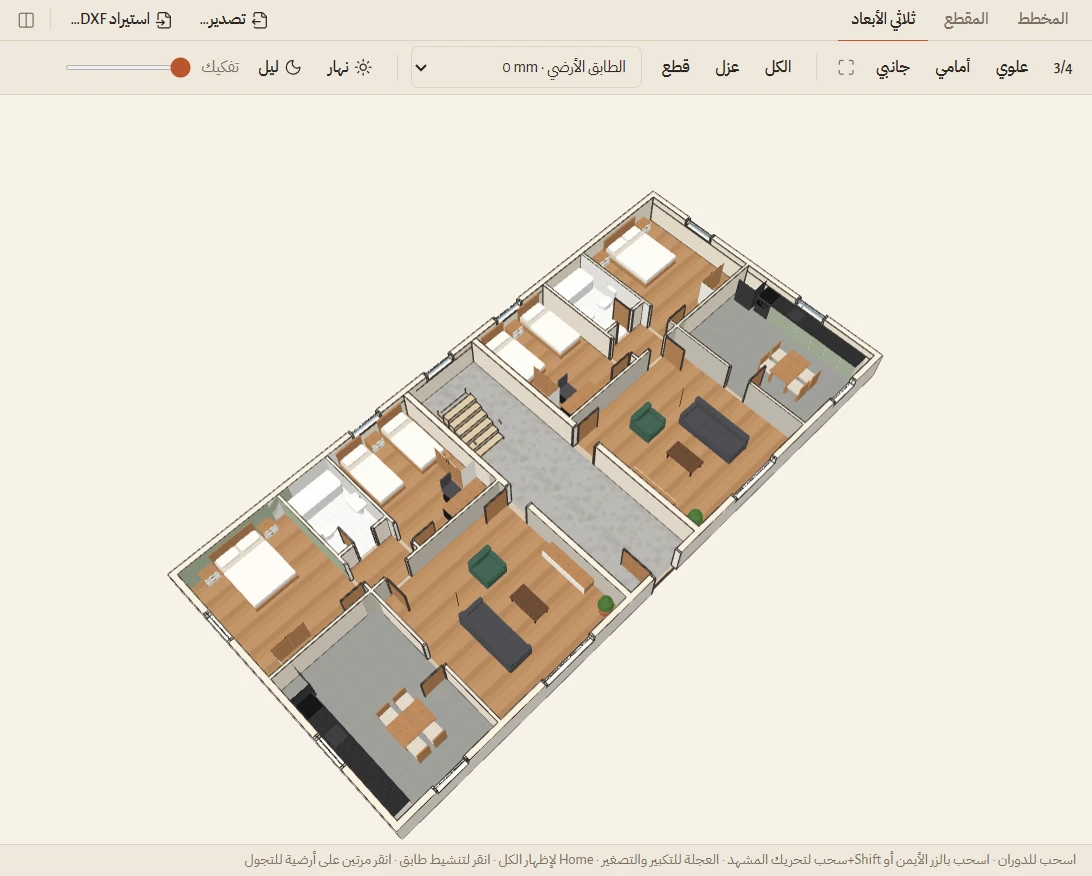 المخطط المقطع ثلاثي الأبعاد تصدير... استيراد DXF...
3/4 علوي أمامي جانبي الكل عزل قطع الطابق الأرضي · 0 mm نهار ليل تفكيك
اسحب للدوران · اسحب بالزر الأيمن أو Shift+سحب لتحريك المشهد · العجلة للتكبير والتصغير · Home لإظهار الكل · انقر لتنشيط طابق · انقر مرتين على أرضية للتجول